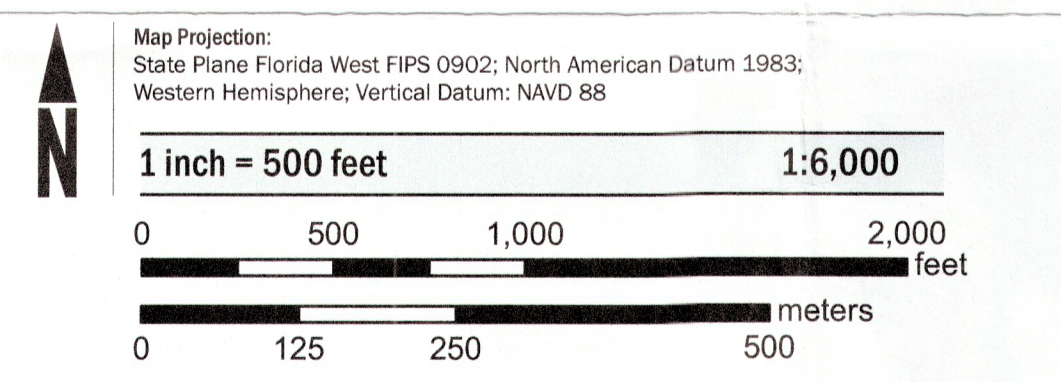 N
Map Projection:
State Plane Florida West FIPS 0902; North American Datum 1983;
Western Hemisphere; Vertical Datum: NAVD 88
1 inch = 500 feet 1:6,000
0 500 1,000 2,000
feet
meters
0 125 250 500